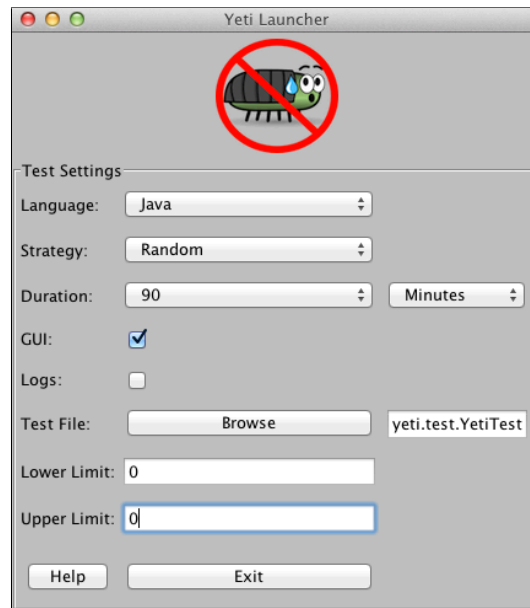 Yeti Launcher
Test Settings
Language: Java
Strategy: Random
Duration: 90 Minutes
GUI:
Logs:
Test File: Browse yeti.test.YetiTest
Lower Limit: 0
Upper Limit: 0
Help Exit